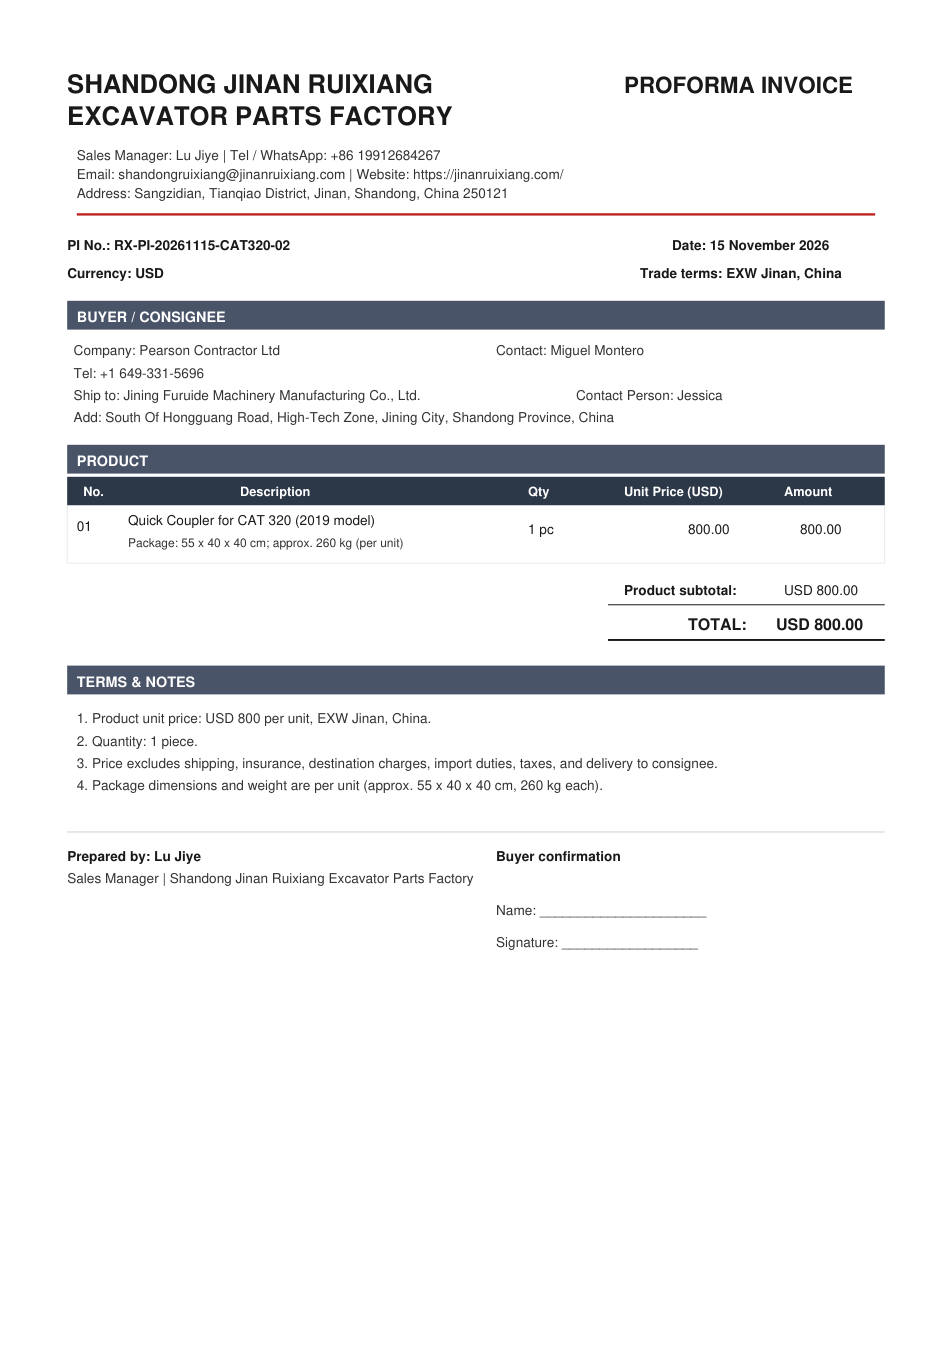 SHANDONG JINAN RUIXIANG
EXCAVATOR PARTS FACTORY
PROFORMA INVOICE
Sales Manager: Lu Jiye | Tel / WhatsApp: +86 19912684267
Email: shandongruixiang@jinanruixiang.com | Website: https://jinanruixiang.com/
Address: Sangzidian, Tianqiao District, Jinan, Shandong, China 250121
PI No.: RX-PI-20261115-CAT320-02 Date: 15 November 2026
Currency: USD Trade terms: EXW Jinan, China
BUYER / CONSIGNEE
Company: Pearson Contractor Ltd Contact: Miguel Montero
Tel: +1 649-331-5696
Ship to: Jining Furuide Machinery Manufacturing Co., Ltd. Contact Person: Jessica
Add: South Of Hongguang Road, High-Tech Zone, Jining City, Shandong Province, China
PRODUCT
No. Description Qty Unit Price (USD) Amount
01 Quick Coupler for CAT 320 (2019 model) 1 pc 800.00 800.00
Package: 55 x 40 x 40 cm; approx. 260 kg (per unit)
Product subtotal: USD 800.00
TOTAL: USD 800.00
TERMS & NOTES
1. Product unit price: USD 800 per unit, EXW Jinan, China.
2. Quantity: 1 piece.
3. Price excludes shipping, insurance, destination charges, import duties, taxes, and delivery to consignee.
4. Package dimensions and weight are per unit (approx. 55 x 40 x 40 cm, 260 kg each).
Prepared by: Lu Jiye Buyer confirmation
Sales Manager | Shandong Jinan Ruixiang Excavator Parts Factory
Name: ______________________
Signature: __________________